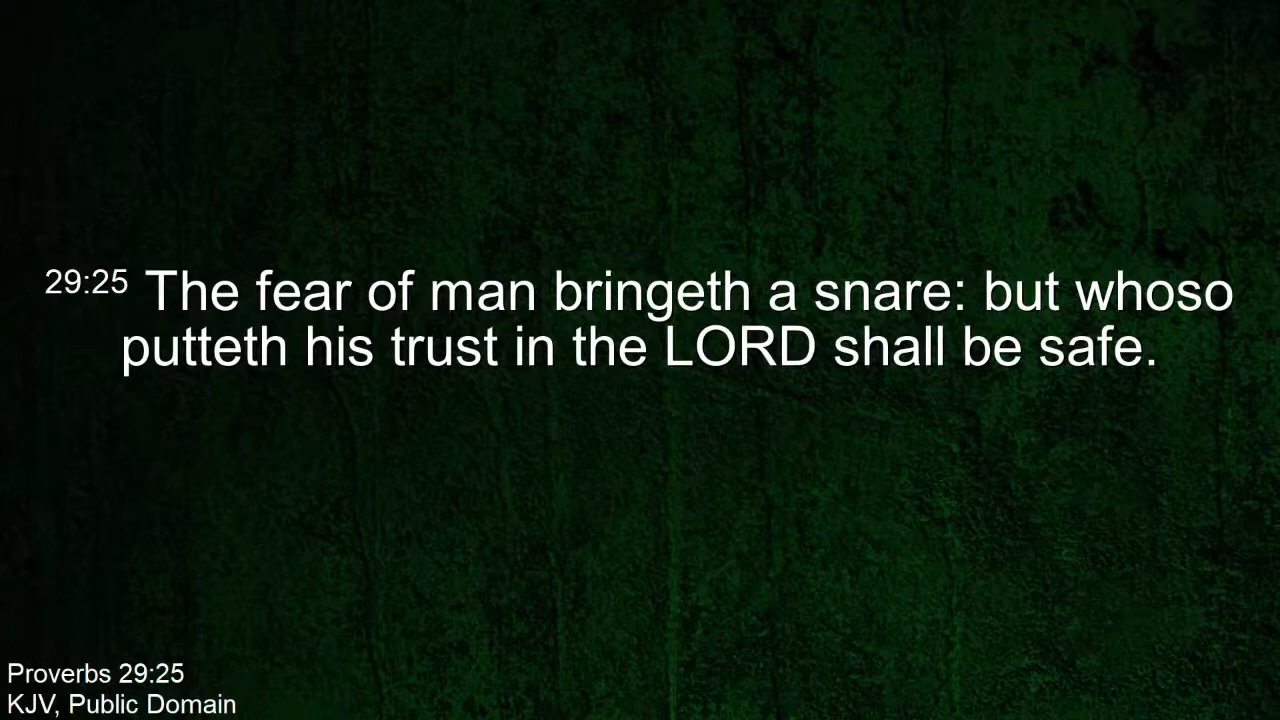 29:25 The fear of man bringeth a snare: but whoso
putteth his trust in the LORD shall be safe.
Proverbs 29:25
KJV, Public Domain